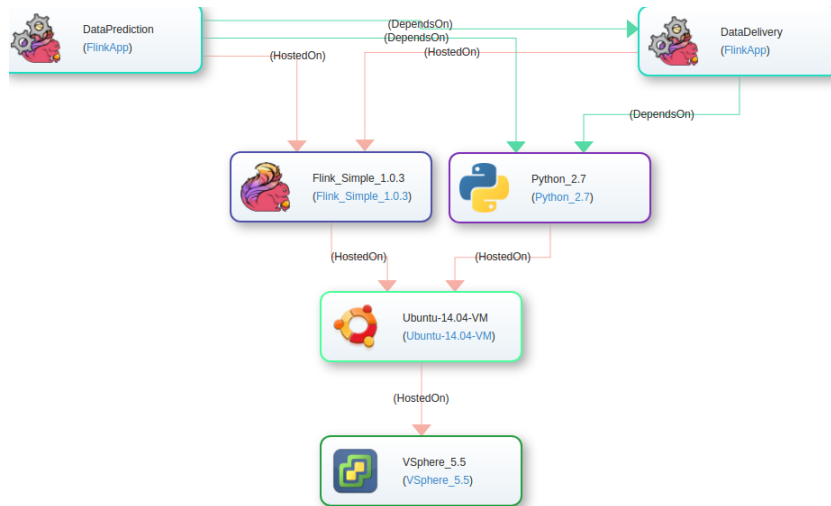 (DependsOn)
DataPrediction
(FlinkApp)
DataDelivery
(FlinkApp)
(DependsOn)
(HostedOn)
(HostedOn)
(DependsOn)
Flink_Simple_1.0.3
(Flink_Simple_1.0.3)
Python_2.7
(Python_2.7)
(HostedOn)
(HostedOn)
Ubuntu-14.04-VM
(Ubuntu-14.04-VM)
(HostedOn)
VSphere_5.5
(VSphere_5.5)